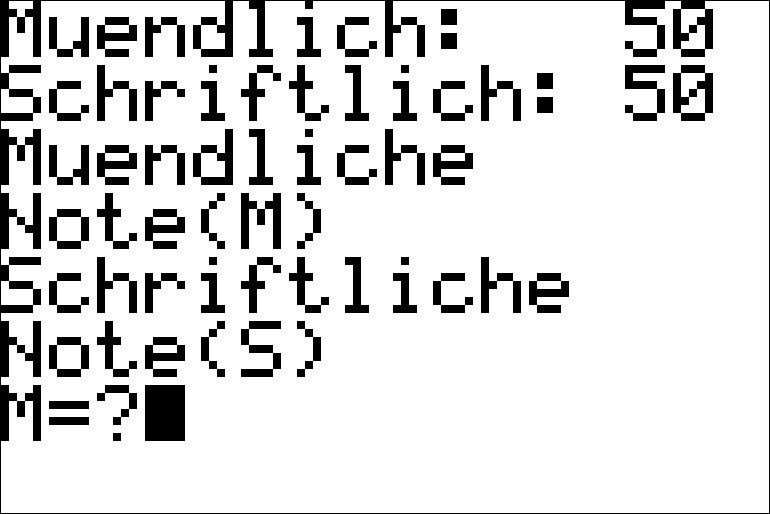 Muendlich: 50
Schriftlich: 50
Muendliche
Note(M)
Schriftliche
Note(S)
M=?